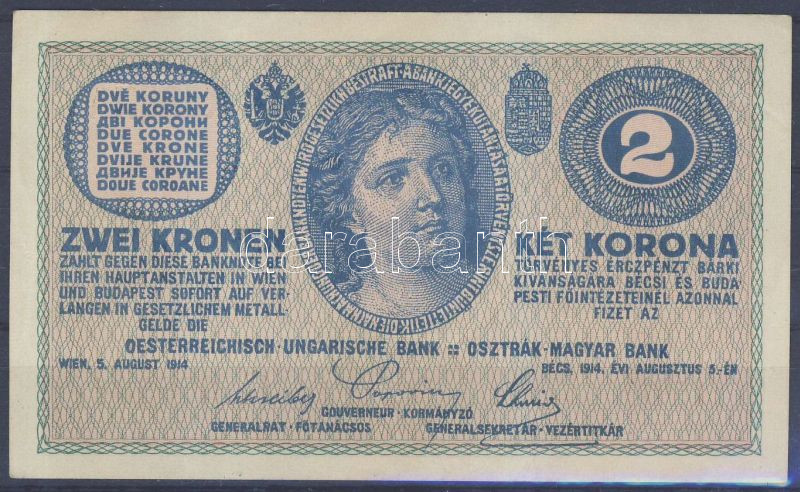 DVĚ KORUNY
DWIE KORONY
ДВІ КОРОНИ
DUE CORONE
DVE KRONE
DVIJE KRUNE
ДВИЈЕ КРУНЕ
DOUE COROANE
2
ZWEI KRONEN
ZAHLT GEGEN DIESE BANKNOTE BEI
IHREN HAUPTANSTALTEN IN WIEN
UND BUDAPEST SOFORT AUF VER-
LANGEN IN GESETZLICHEM METALL-
GELDE DIE
KÉT KORONA
TÖRVÉNYES ÉRCZPÉNZT BÁRKI
KIVÁNSÁGÁRA BÉCSI ÉS BUDA
PESTI FŐINTÉZETEINÉL AZONNAL
FIZET AZ
OESTERREICHISCH-UNGARISCHE BANK :: OSZTRÁK-MAGYAR BANK
WIEN, 5. AUGUST 1914
BÉCS, 1914. ÉVI AUGUSZTUS 5.-ÉN
GOUVERNEUR · KORMÁNYZÓ
GENERALRAT · FŐTANÁCSOS
GENERALSEKRETÄR · VEZÉRTITKÁR
darabanth